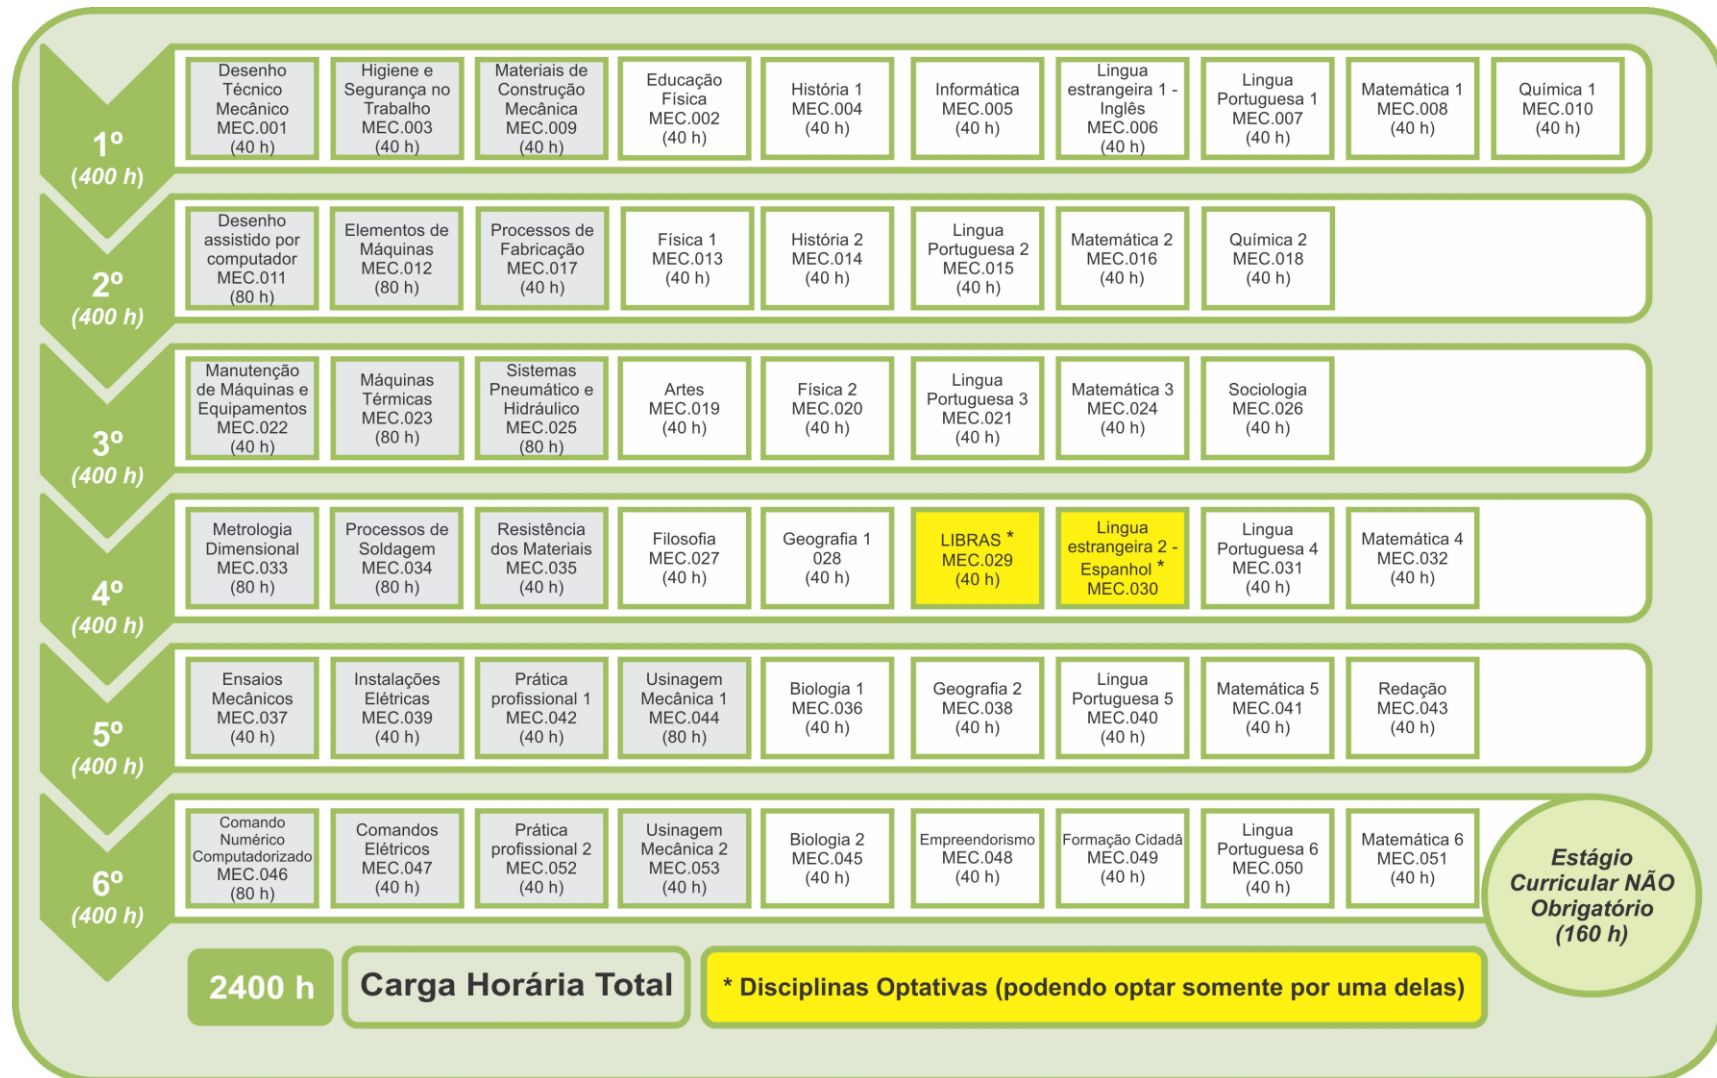 1º
(400 h)
Desenho
Técnico
Mecânico
MEC.001
(40 h)
Higiene e
Segurança no
Trabalho
MEC.003
(40 h)
Materiais de
Construção
Mecânica
MEC.009
(40 h)
Educação
Física
MEC.002
(40 h)
História 1
MEC.004
(40 h)
Informática
MEC.005
(40 h)
Lingua
estrangeira 1 -
Inglês
MEC.006
(40 h)
Lingua
Portuguesa 1
MEC.007
(40 h)
Matemática 1
MEC.008
(40 h)
Química 1
MEC.010
(40 h)
2º
(400 h)
Desenho
assistido por
computador
MEC.011
(80 h)
Elementos de
Máquinas
MEC.012
(80 h)
Processos de
Fabricação
MEC.017
(40 h)
Física 1
MEC.013
(40 h)
História 2
MEC.014
(40 h)
Lingua
Portuguesa 2
MEC.015
(40 h)
Matemática 2
MEC.016
(40 h)
Química 2
MEC.018
(40 h)
3º
(400 h)
Manutenção
de Máquinas e
Equipamentos
MEC.022
(40 h)
Máquinas
Térmicas
MEC.023
(80 h)
Sistemas
Pneumático e
Hidráulico
MEC.025
(80 h)
Artes
MEC.019
(40 h)
Física 2
MEC.020
(40 h)
Lingua
Portuguesa 3
MEC.021
(40 h)
Matemática 3
MEC.024
(40 h)
Sociologia
MEC.026
(40 h)
4º
(400 h)
Metrologia
Dimensional
MEC.033
(80 h)
Processos de
Soldagem
MEC.034
(80 h)
Resistência
dos Materiais
MEC.035
(40 h)
Filosofia
MEC.027
(40 h)
Geografia 1
028
(40 h)
LIBRAS *
MEC.029
(40 h)
Lingua
estrangeira 2 -
Espanhol *
MEC.030
Lingua
Portuguesa 4
MEC.031
(40 h)
Matemática 4
MEC.032
(40 h)
5º
(400 h)
Ensaios
Mecânicos
MEC.037
(40 h)
Instalações
Elétricas
MEC.039
(40 h)
Prática
profissional 1
MEC.042
(40 h)
Usinagem
Mecânica 1
MEC.044
(80 h)
Biologia 1
MEC.036
(40 h)
Geografia 2
MEC.038
(40 h)
Lingua
Portuguesa 5
MEC.040
(40 h)
Matemática 5
MEC.041
(40 h)
Redação
MEC.043
(40 h)
6º
(400 h)
Comando
Numérico
Computadorizado
MEC.046
(80 h)
Comandos
Elétricos
MEC.047
(40 h)
Prática
profissional 2
MEC.052
(40 h)
Usinagem
Mecânica 2
MEC.053
(40 h)
Biologia 2
MEC.045
(40 h)
Empreendorismo
MEC.048
(40 h)
Formação Cidadã
MEC.049
(40 h)
Lingua
Portuguesa 6
MEC.050
(40 h)
Matemática 6
MEC.051
(40 h)
Estágio
Curricular NÃO
Obrigatório
(160 h)
2400 h
Carga Horária Total
* Disciplinas Optativas (podendo optar somente por uma delas)